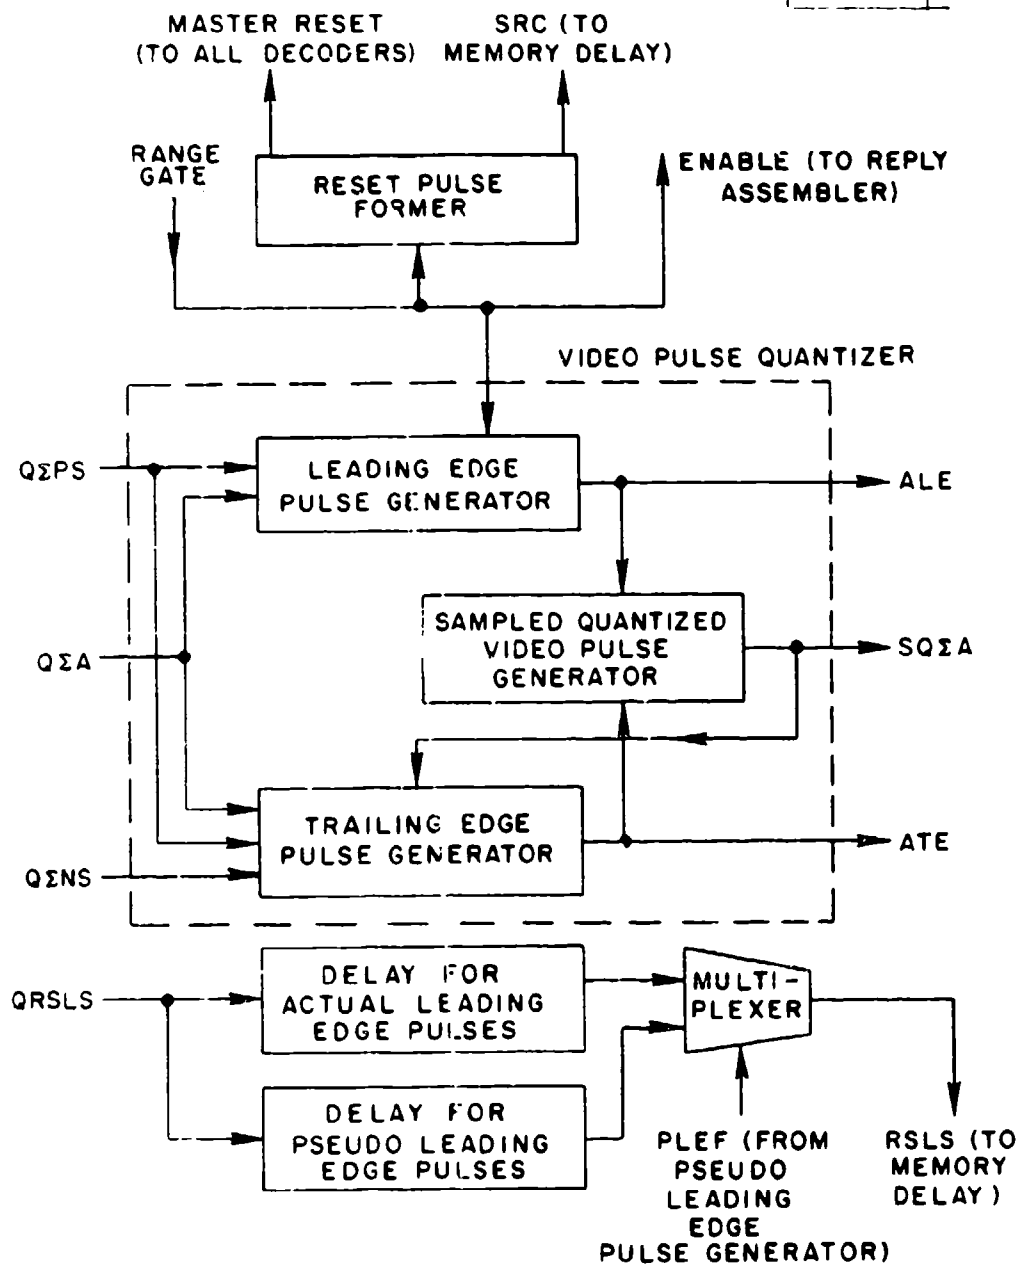 MASTER RESET
(TO ALL DECODERS)
SRC (TO
MEMORY DELAY)
RANGE
GATE
RESET PULSE
FORMER
ENABLE (TO REPLY
ASSEMBLER)
VIDEO PULSE QUANTIZER
QΣPS
LEADING EDGE
PULSE GENERATOR
ALE
SAMPLED QUANTIZED
VIDEO PULSE
GENERATOR
QΣA
SQΣA
TRAILING EDGE
PULSE GENERATOR
ATE
QΣNS
QRSLS
DELAY FOR
ACTUAL LEADING
EDGE PULSES
MULTI-
PLEXER
DELAY FOR
PSEUDO LEADING
EDGE PULSES
PLEF (FROM
PSEUDO
LEADING
EDGE
PULSE GENERATOR)
RSLS (TO
MEMORY
DELAY)